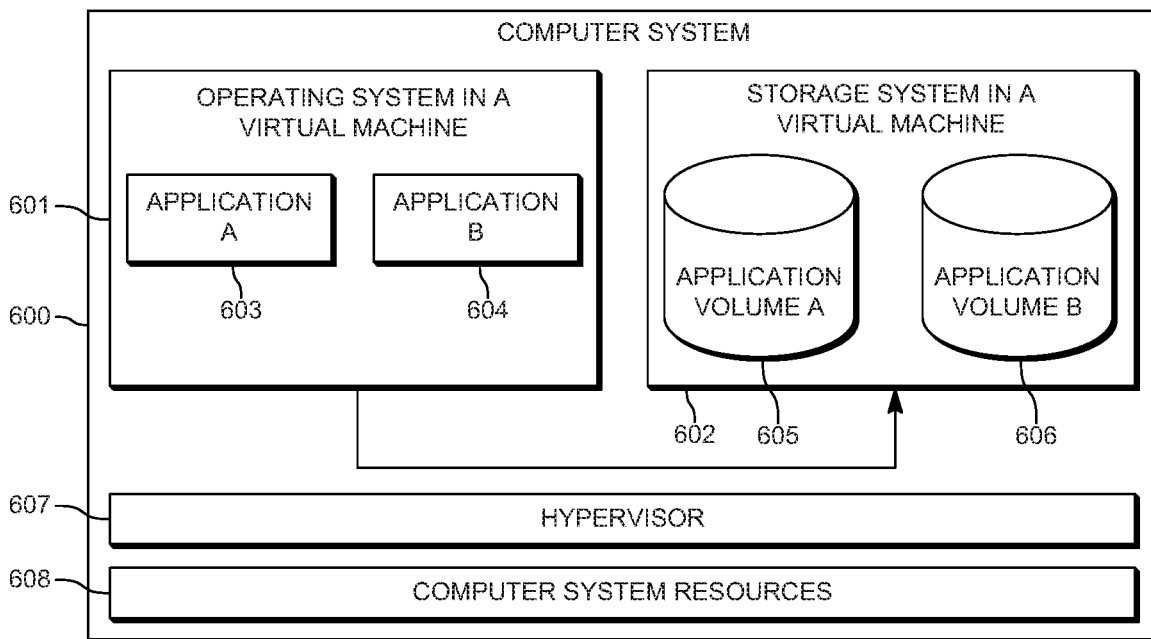 COMPUTER SYSTEM
OPERATING SYSTEM IN A
VIRTUAL MACHINE
APPLICATION
A
603
APPLICATION
B
604
601
600
STORAGE SYSTEM IN A
VIRTUAL MACHINE
APPLICATION
VOLUME A
APPLICATION
VOLUME B
602
605
606
607
HYPERVISOR
608
COMPUTER SYSTEM RESOURCES